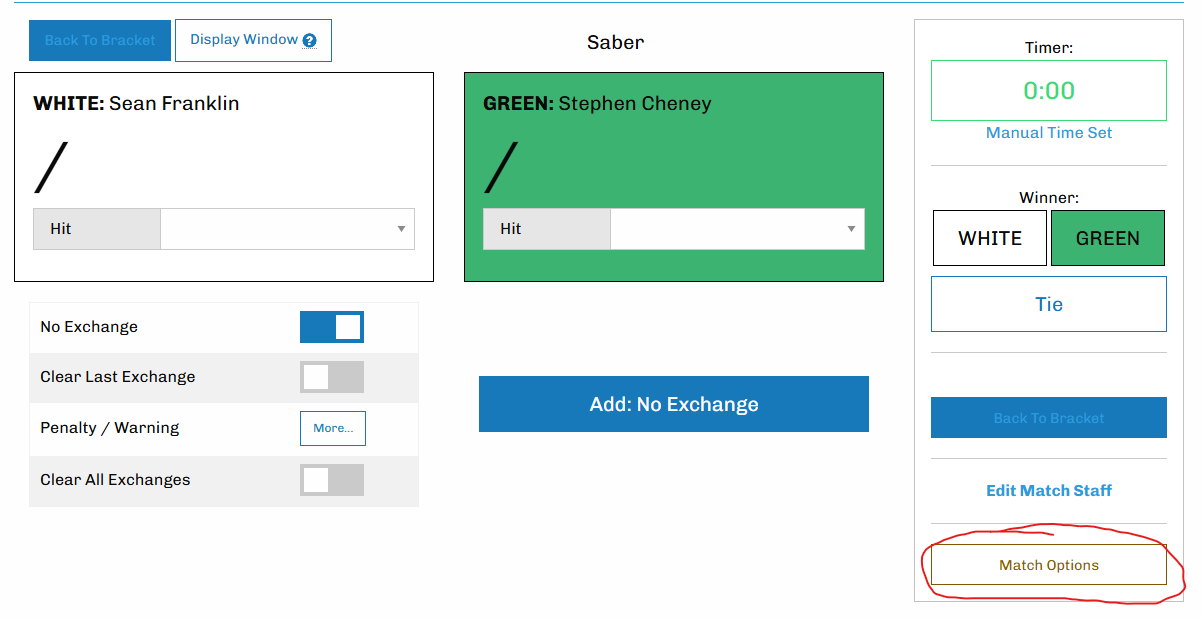 Back To Bracket
Display Window ?
Saber
WHITE: Sean Franklin
/
Hit
GREEN: Stephen Cheney
/
Hit
No Exchange
Clear Last Exchange
Penalty / Warning More...
Clear All Exchanges
Add: No Exchange
Timer:
0:00
Manual Time Set
Winner:
WHITE GREEN
Tie
Back To Bracket
Edit Match Staff
Match Options